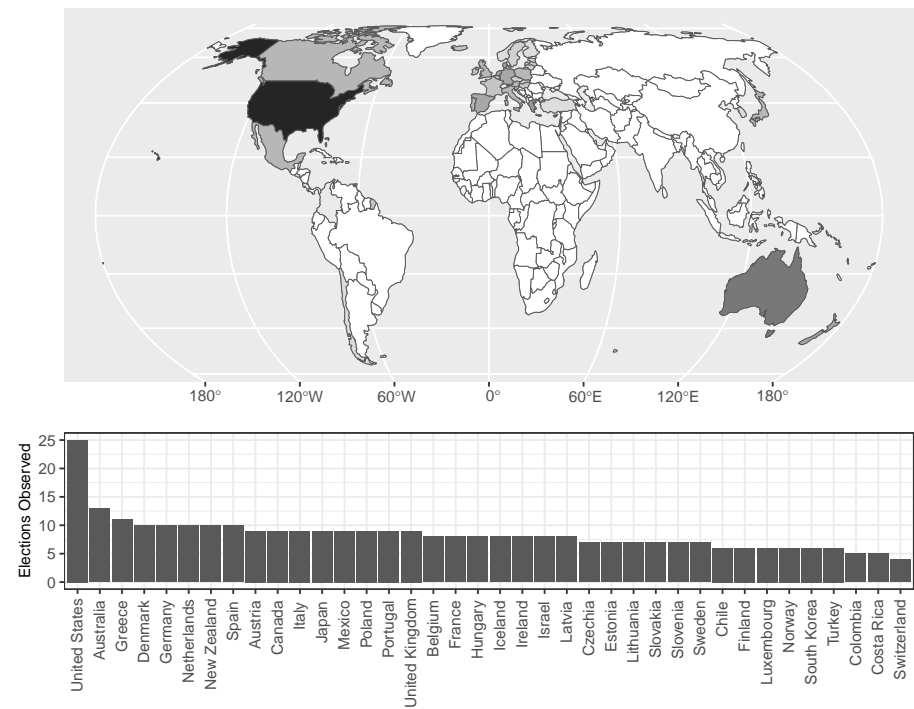 180°
120°W
60°W
0°
60°E
120°E
180°
Elections Observed
25
20
15
10
5
0
United States
Australia
Greece
Denmark
Germany
Netherlands
New Zealand
Spain
Austria
Canada
Italy
Japan
Mexico
Poland
Portugal
United Kingdom
Belgium
France
Hungary
Iceland
Ireland
Israel
Latvia
Czechia
Estonia
Lithuania
Slovakia
Slovenia
Sweden
Chile
Finland
Luxembourg
Norway
South Korea
Turkey
Colombia
Costa Rica
Switzerland